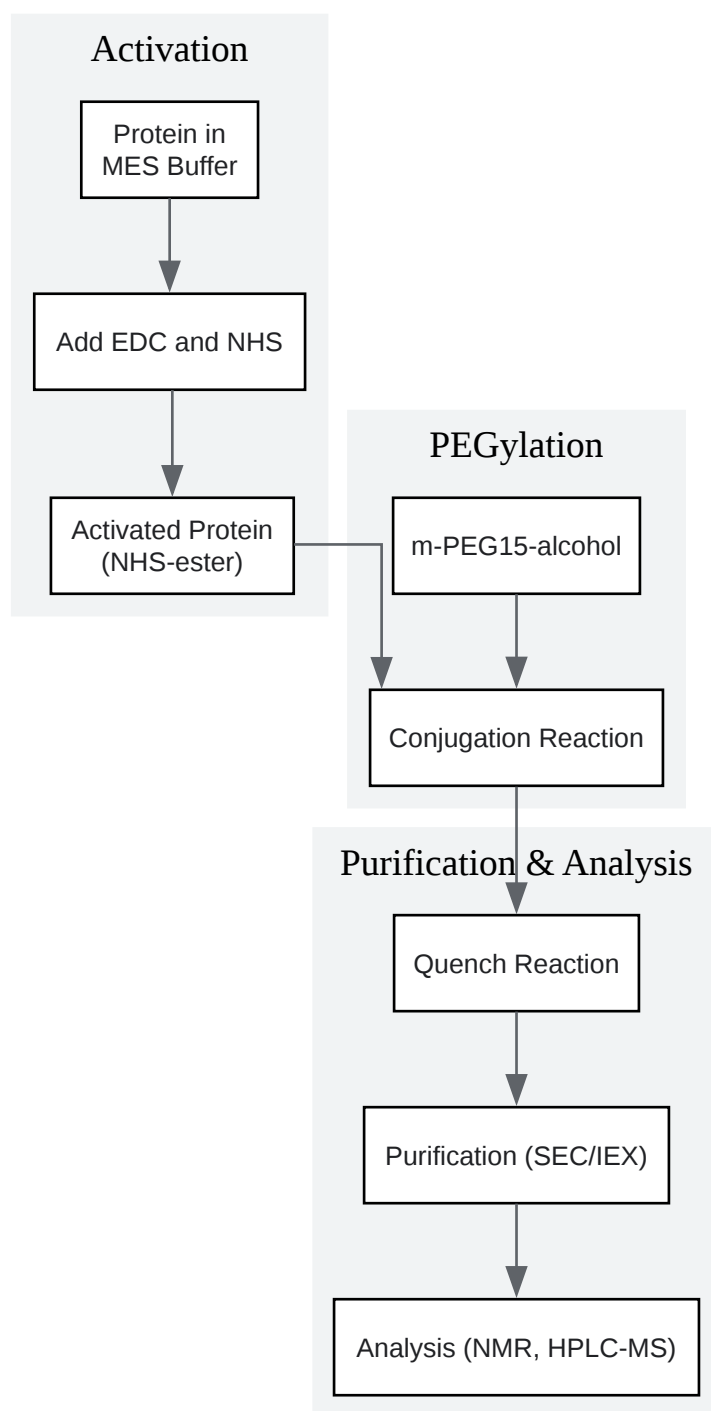 Activation
Protein in
MES Buffer
Add EDC and NHS
Activated Protein
(NHS-ester)
PEGylation
m-PEG15-alcohol
Conjugation Reaction
Purification & Analysis
Quench Reaction
Purification (SEC/IEX)
Analysis (NMR, HPLC-MS)